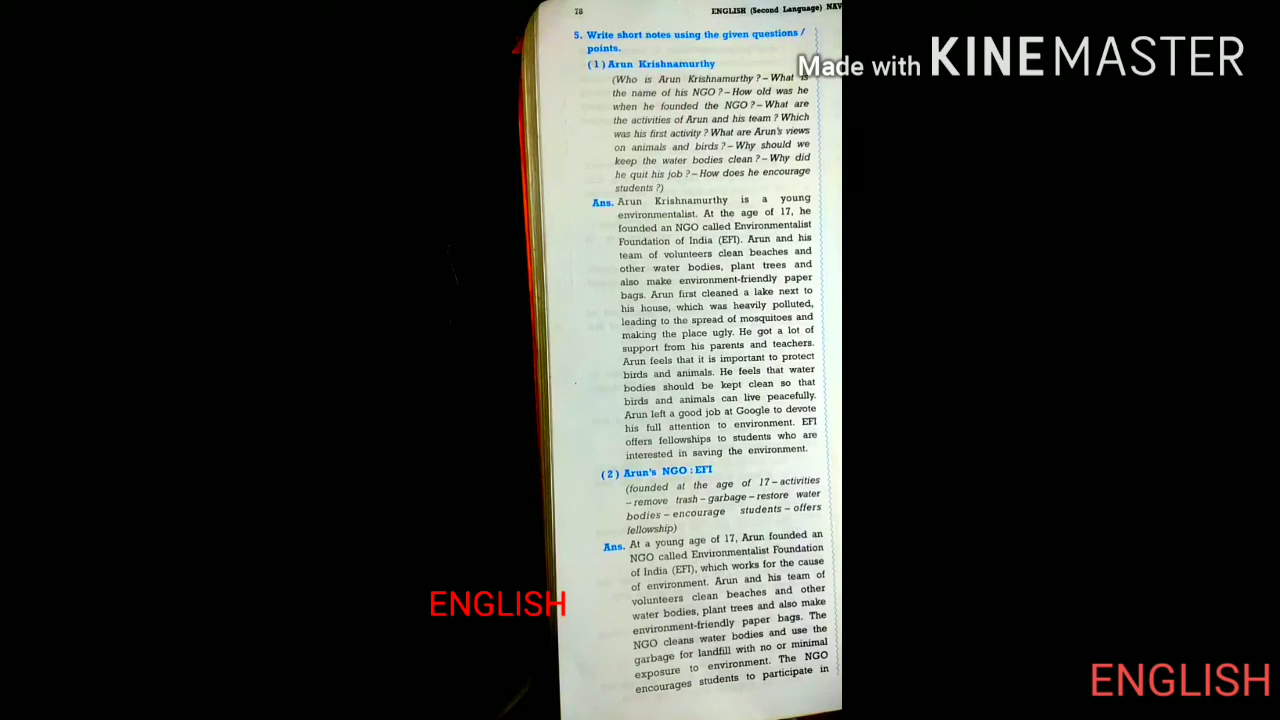 78
ENGLISH (Second Language) NAV
5. Write short notes using the given questions /
points.
(1) Arun Krishnamurthy
Made with KINEMASTER
(Who is Arun Krishnamurthy ? – What is
the name of his NGO ? – How old was he
when he founded the NGO ? – What are
the activities of Arun and his team ? Which
was his first activity ? What are Arun's views
on animals and birds ? – Why should we
keep the water bodies clean ? – Why did
he quit his job ? – How does he encourage
students ?)
Ans. Arun Krishnamurthy is a young
environmentalist. At the age of 17, he
founded an NGO called Environmentalist
Foundation of India (EFI). Arun and his
team of volunteers clean beaches and
other water bodies, plant trees and
also make environment-friendly paper
bags. Arun first cleaned a lake next to
his house, which was heavily polluted,
leading to the spread of mosquitoes and
making the place ugly. He got a lot of
support from his parents and teachers.
Arun feels that it is important to protect
birds and animals. He feels that water
bodies should be kept clean so that
birds and animals can live peacefully.
Arun left a good job at Google to devote
his full attention to environment. EFI
offers fellowships to students who are
interested in saving the environment.
(2) Arun's NGO : EFI
(founded at the age of 17 – activities
– remove trash – garbage – restore water
bodies – encourage students – offers
fellowship)
Ans. At a young age of 17, Arun founded an
NGO called Environmentalist Foundation
of India (EFI), which works for the cause
of environment. Arun and his team of
volunteers clean beaches and other
water bodies, plant trees and also make
environment-friendly paper bags. The
NGO cleans water bodies and use the
garbage for landfill with no or minimal
exposure to environment. The NGO
encourages students to participate in
ENGLISH
ENGLISH